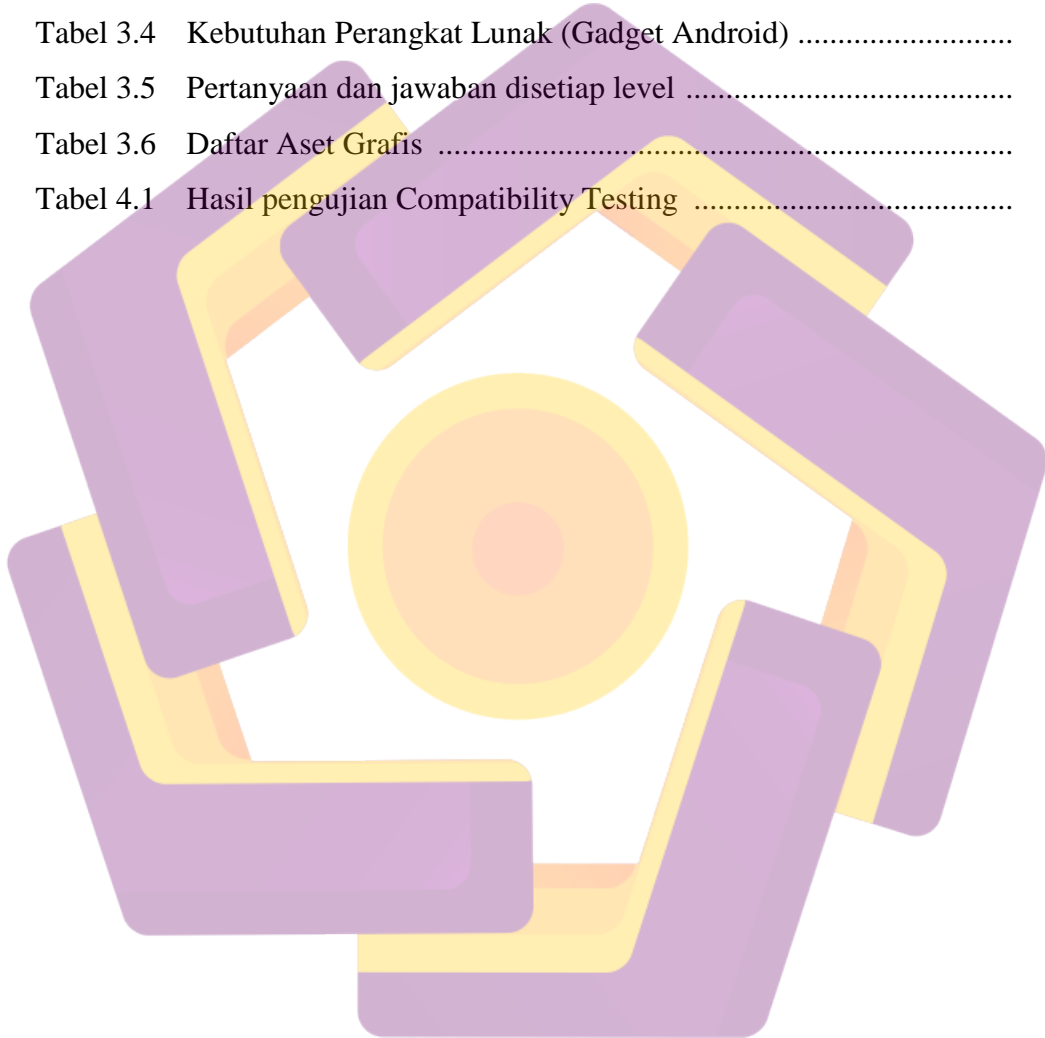 Tabel 3.4 Kebutuhan Perangkat Lunak (Gadget Android) ..........................
Tabel 3.5 Pertanyaan dan jawaban disetiap level .......................................
Tabel 3.6 Daftar Aset Grafis .....................................................................
Tabel 4.1 Hasil pengujian Compatibility Testing ......................................